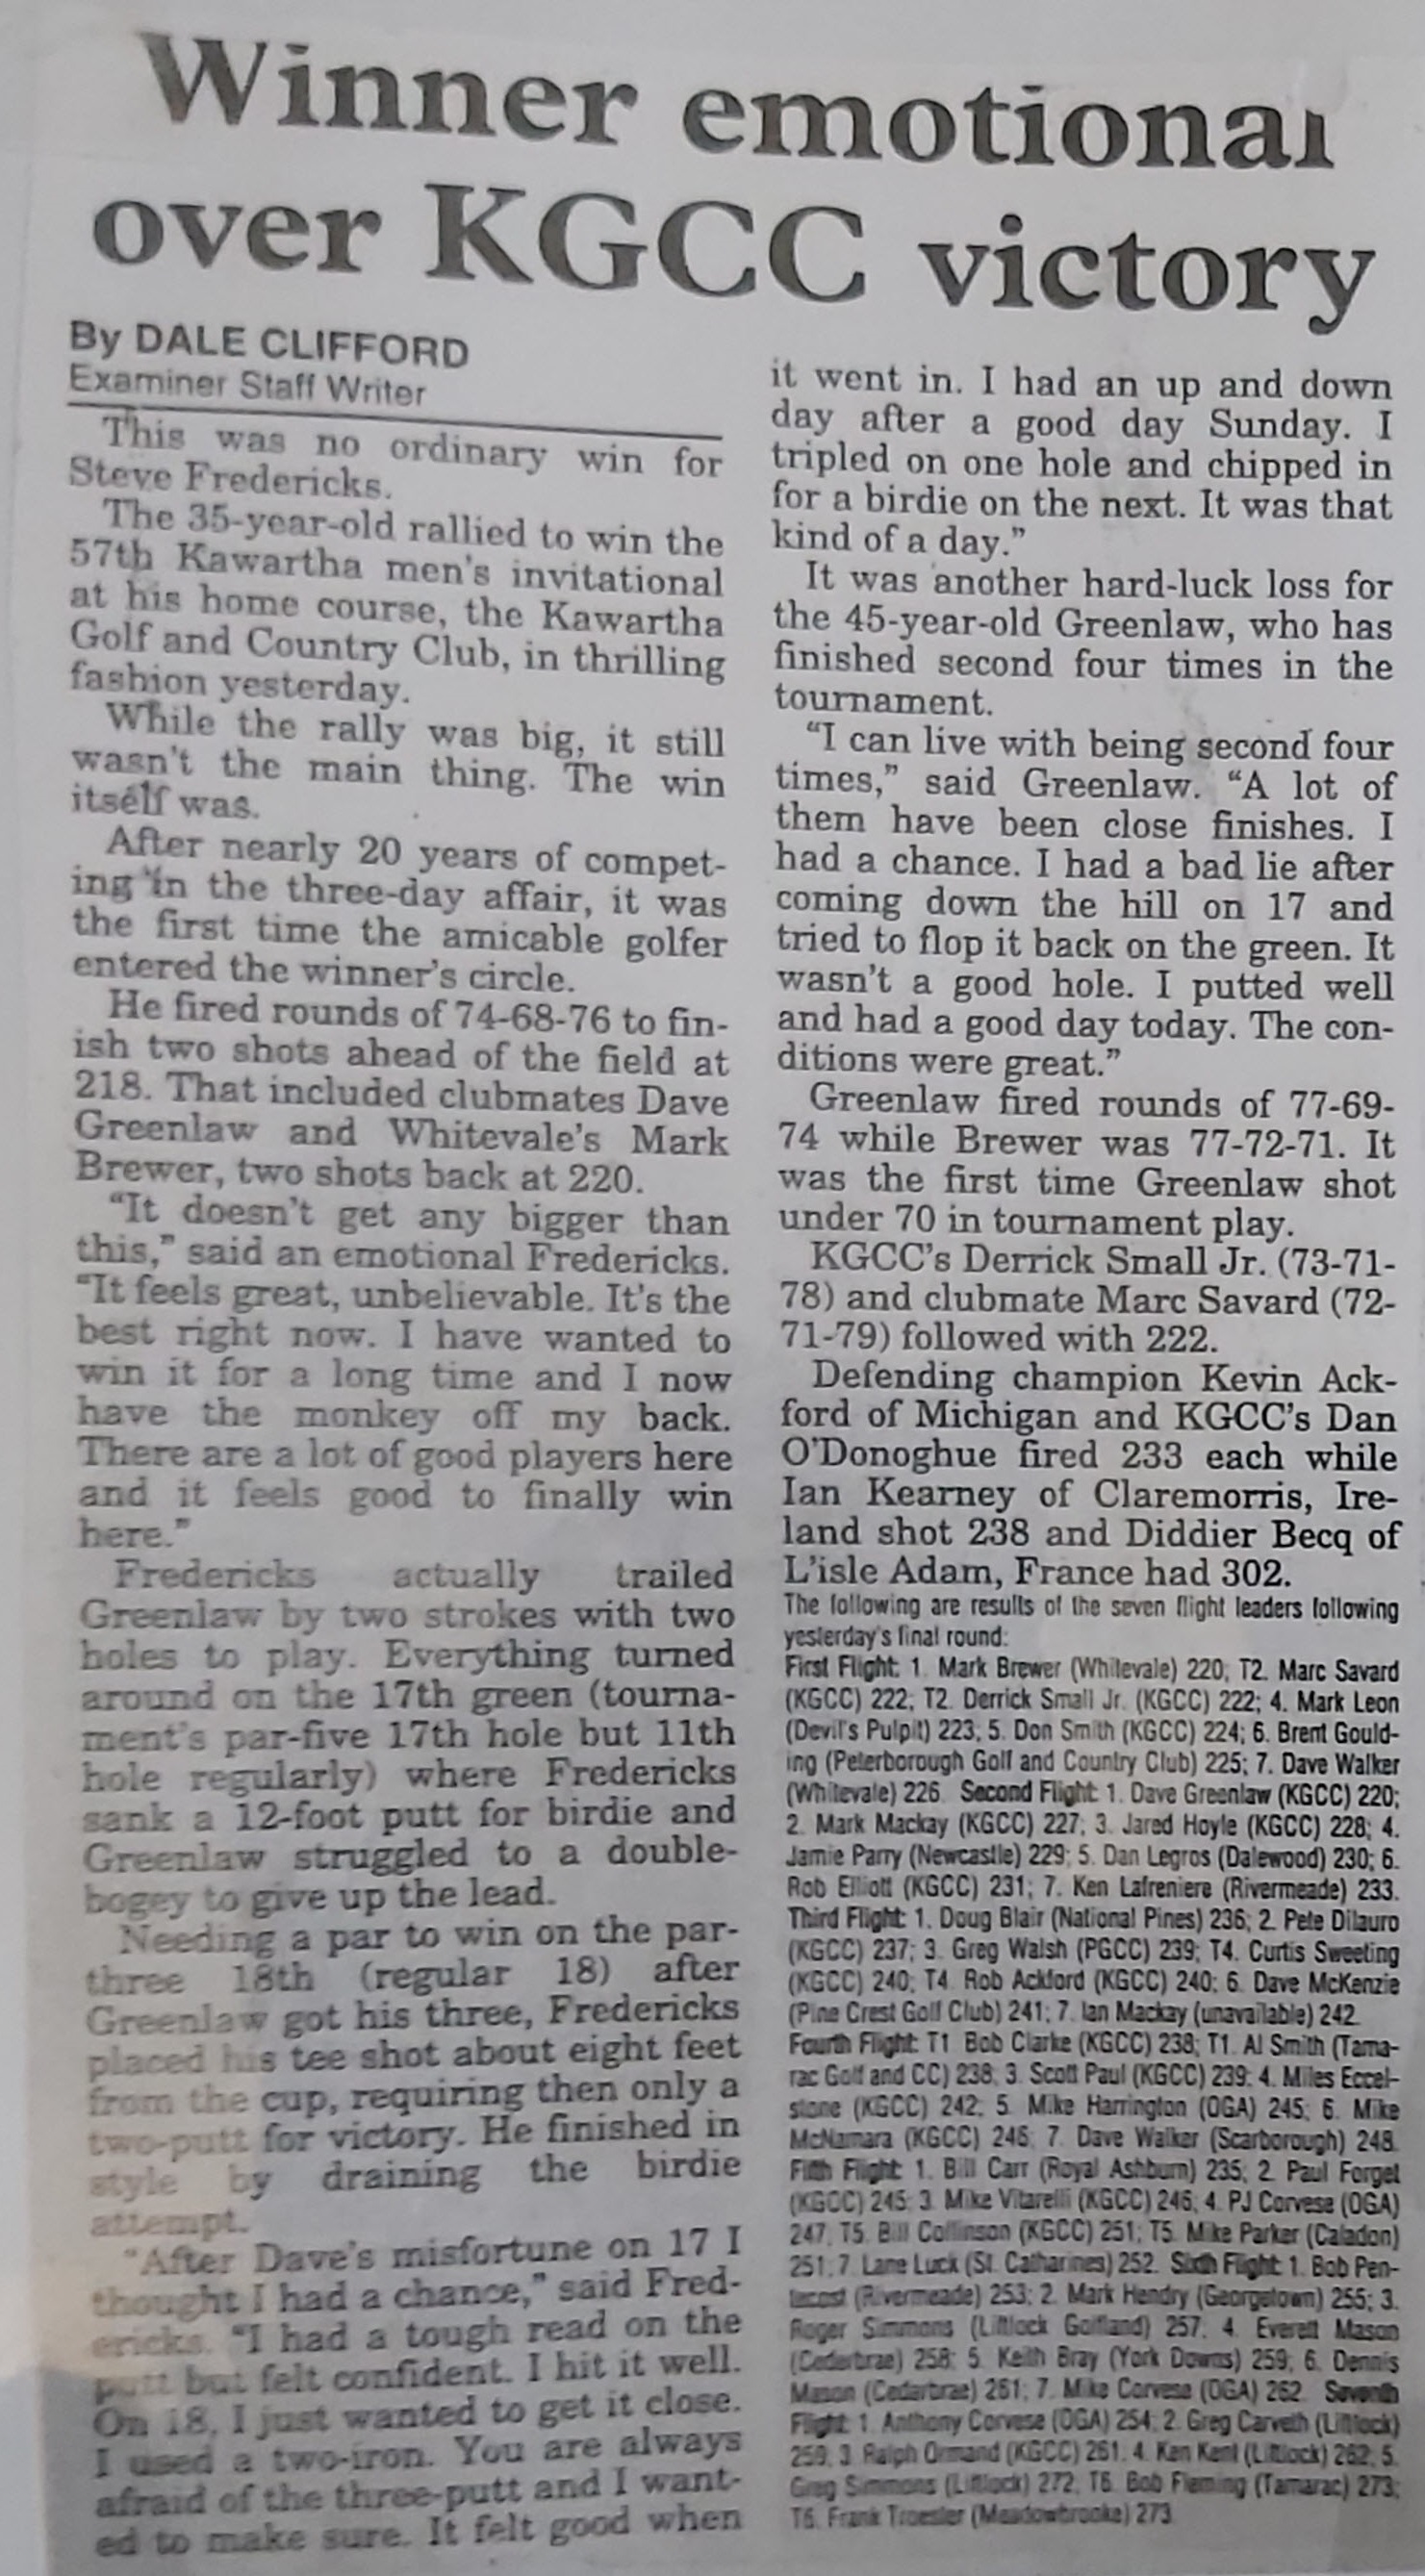 Winner emotional
over KGCC victory
By DALE CLIFFORD
Examiner Staff Writer
This was no ordinary win for
Steve Fredericks.
The 35-year-old rallied to win the
57th Kawartha men's invitational
at his home course, the Kawartha
Golf and Country Club, in thrilling
fashion yesterday.
While the rally was big, it still
wasn't the main thing. The win
itself was.
After nearly 20 years of compet-
ing in the three-day affair, it was
the first time the amicable golfer
entered the winner's circle.
He fired rounds of 74-68-76 to fin-
ish two shots ahead of the field at
218. That included clubmates Dave
Greenlaw and Whitevale's Mark
Brewer, two shots back at 220.
"It doesn't get any bigger than
this," said an emotional Fredericks.
"It feels great, unbelievable. It's the
best right now. I have wanted to
win it for a long time and I now
have the monkey off my back.
There are a lot of good players here
and it feels good to finally win
here."
Fredericks actually trailed
Greenlaw by two strokes with two
holes to play. Everything turned
around on the 17th green (tourna-
ment's par-five 17th hole but 11th
hole regularly) where Fredericks
sank a 12-foot putt for birdie and
Greenlaw struggled to a double-
bogey to give up the lead.
Needing a par to win on the par-
three 18th (regular 18) after
Greenlaw got his three, Fredericks
placed his tee shot about eight feet
from the cup, requiring then only a
two-putt for victory. He finished in
style by draining the birdie
attempt.
"After Dave's misfortune on 17 I
thought I had a chance," said Fred-
ericks. "I had a tough read on the
putt but felt confident. I hit it well.
On 18, I just wanted to get it close.
I used a two-iron. You are always
afraid of the three-putt and I want-
ed to make sure. It felt good when
it went in. I had an up and down
day after a good day Sunday. I
tripled on one hole and chipped in
for a birdie on the next. It was that
kind of a day."
It was another hard-luck loss for
the 45-year-old Greenlaw, who has
finished second four times in the
tournament.
"I can live with being second four
times," said Greenlaw. "A lot of
them have been close finishes. I
had a chance. I had a bad lie after
coming down the hill on 17 and
tried to flop it back on the green. It
wasn't a good hole. I putted well
and had a good day today. The con-
ditions were great."
Greenlaw fired rounds of 77-69-
74 while Brewer was 77-72-71. It
was the first time Greenlaw shot
under 70 in tournament play.
KGCC's Derrick Small Jr. (73-71-
78) and clubmate Marc Savard (72-
71-79) followed with 222.
Defending champion Kevin Ack-
ford of Michigan and KGCC's Dan
O'Donoghue fired 233 each while
Ian Kearney of Claremorris, Ire-
land shot 238 and Diddier Becq of
L'isle Adam, France had 302.
The following are results of the seven flight leaders following
yesterday's final round:
First Flight: 1. Mark Brewer (Whitevale) 220; T2. Marc Savard
(KGCC) 222; T2. Derrick Small Jr. (KGCC) 222; 4. Mark Leon
(Devil's Pulpit) 223; 5. Don Smith (KGCC) 224; 6. Brent Gould-
ing (Peterborough Golf and Country Club) 225; 7. Dave Walker
(Whitevale) 226. Second Flight: 1. Dave Greenlaw (KGCC) 220;
2. Mark Mackay (KGCC) 227; 3. Jared Hoyle (KGCC) 228; 4.
Jamie Parry (Newcastle) 229; 5. Dan Legros (Dalewood) 230; 6.
Rob Elliott (KGCC) 231; 7. Ken Lafreniere (Rivermeade) 233.
Third Flight: 1. Doug Blair (National Pines) 236; 2. Pete Dilauro
(KGCC) 237; 3. Greg Walsh (PGCC) 239; T4. Curtis Sweeting
(KGCC) 240; T4. Rob Ackford (KGCC) 240; 6. Dave McKenzie
(Pine Crest Golf Club) 241; 7. Ian Mackay (unavailable) 242.
Fourth Flight: T1. Bob Clarke (KGCC) 238; T1. Al Smith (Tama-
rac Golf and CC) 238; 3. Scott Paul (KGCC) 239; 4. Miles Eccel-
stone (KGCC) 242; 5. Mike Harrington (OGA) 245; 6. Mike
McNamara (KGCC) 246; 7. Dave Walker (Scarborough) 248.
Fifth Flight: 1. Bill Carr (Royal Ashburn) 235; 2. Paul Forget
(KGCC) 245; 3. Mike Vitarelli (KGCC) 246; 4. PJ Corvese (OGA)
247; T5. Bill Collinson (KGCC) 251; T5. Mike Parker (Caladon)
251; 7. Lane Luck (St. Catharines) 252. Sixth Flight: 1. Bob Pen-
tecost (Rivermeade) 253; 2. Mark Hendry (Georgetown) 255; 3.
Roger Simmons (Liftlock Golfland) 257; 4. Everett Mason
(Cedarbrae) 258; 5. Keith Bray (York Downs) 259; 6. Dennis
Mason (Cedarbrae) 261; 7. Mike Corvese (OGA) 262. Seventh
Flight: 1. Anthony Corvese (OGA) 254; 2. Greg Carveth (Liftlock)
259; 3. Ralph Ormand (KGCC) 261; 4. Ken Kent (Liftlock) 262; 5.
Greg Simmons (Liftlock) 272; T6. Bob Fleming (Tamarac) 273;
T6. Frank Troesler (Meadowbrooke) 273.